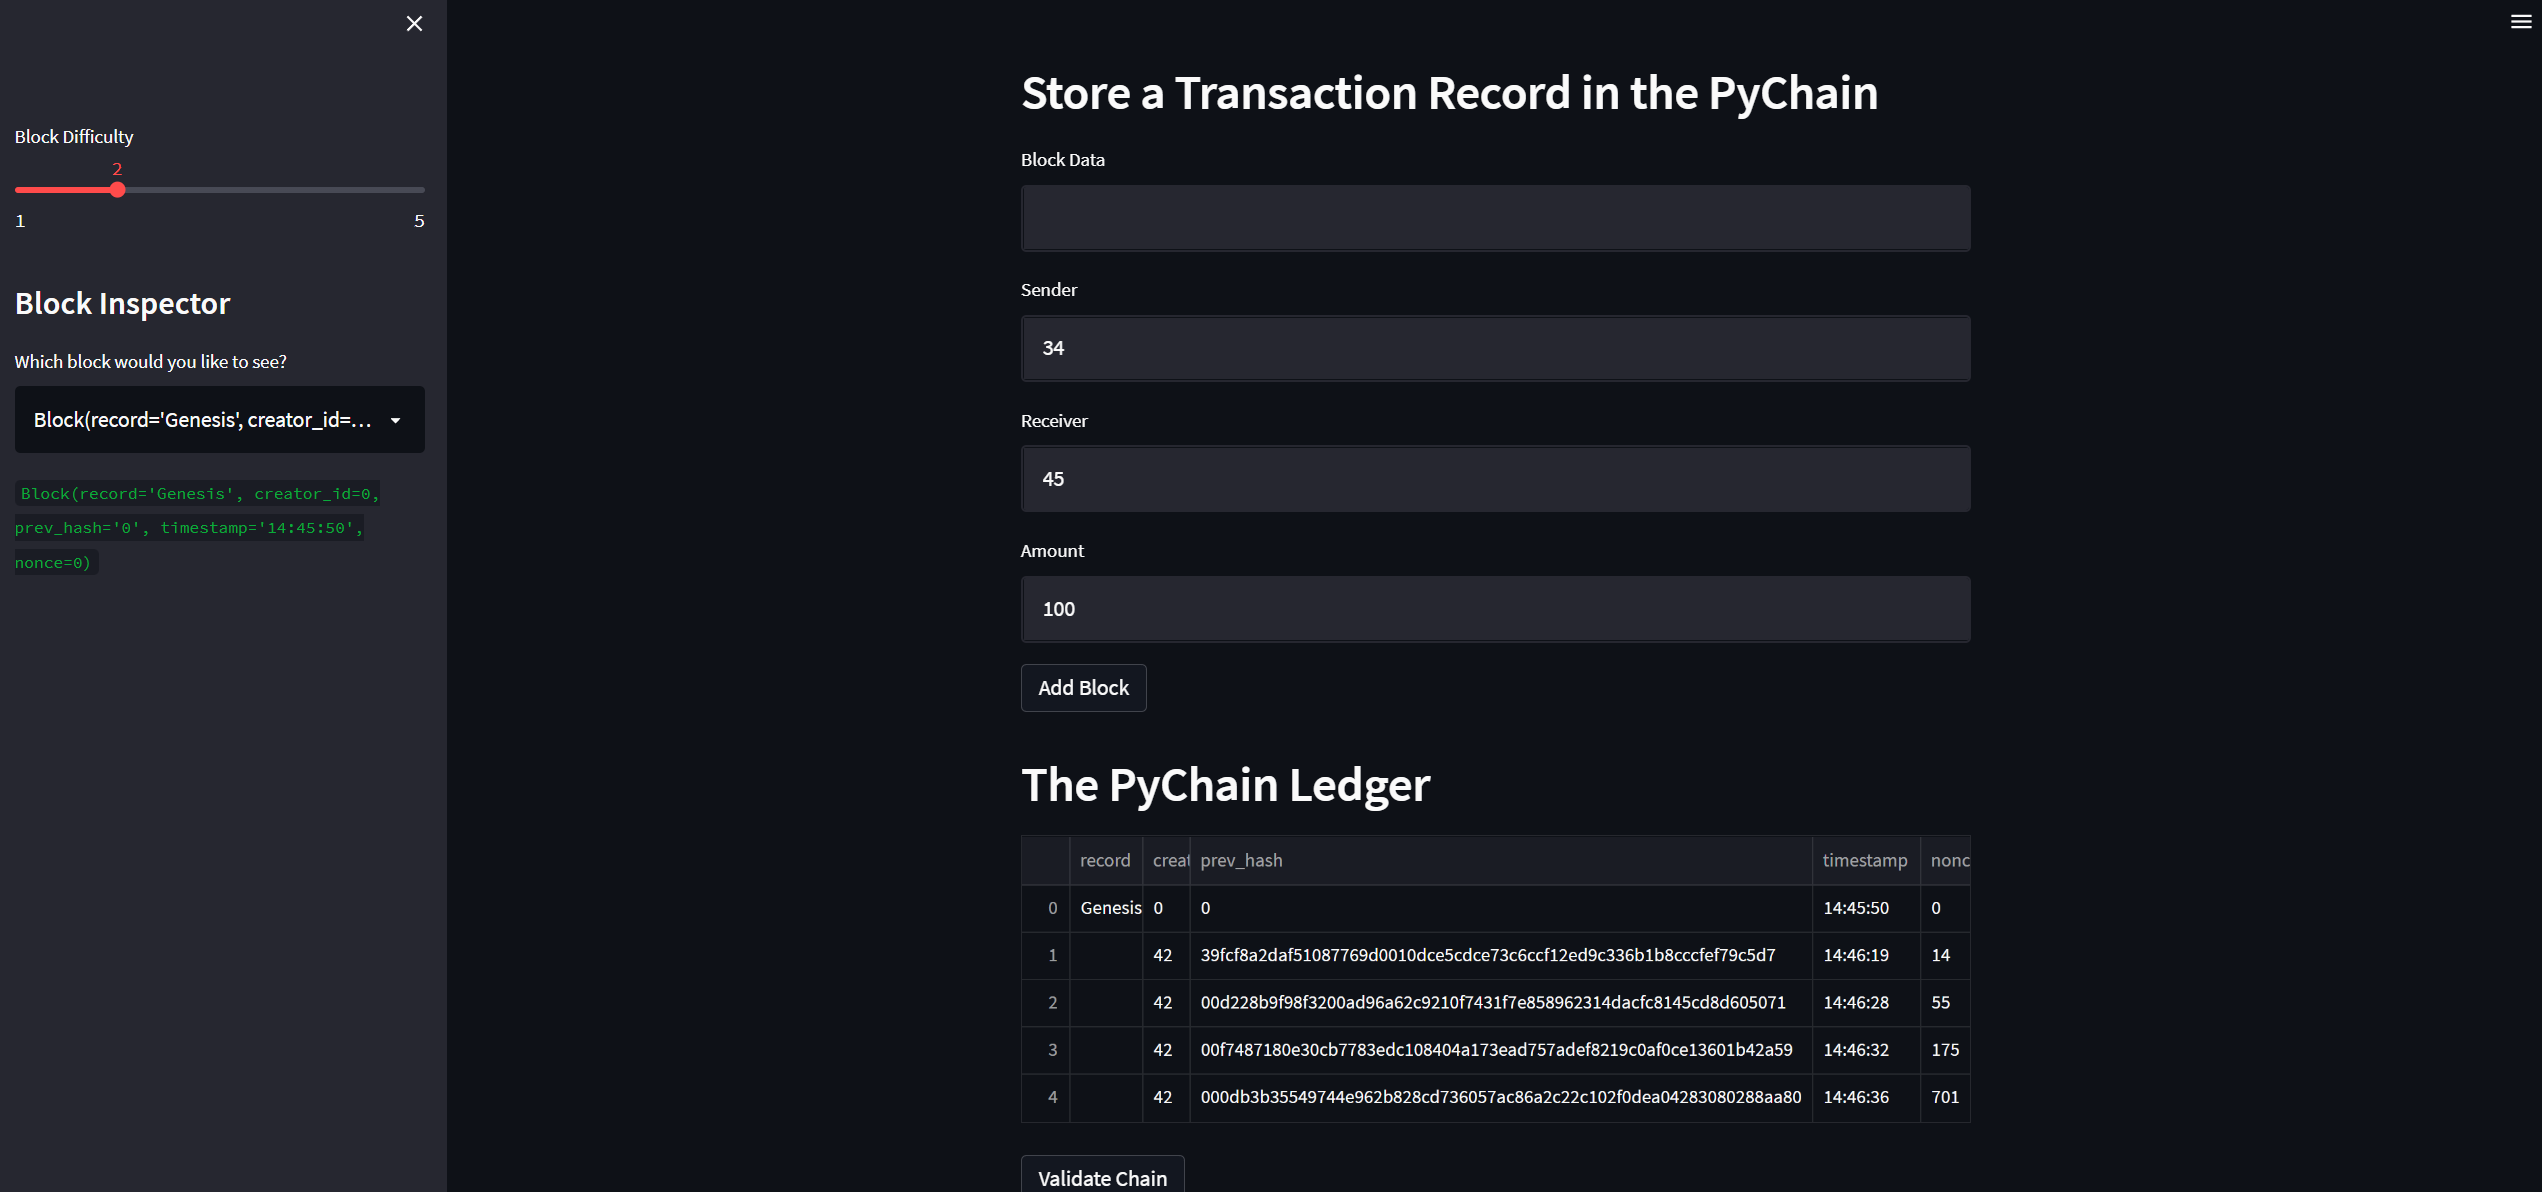 Block Difficulty
2
1 5
Block Inspector
Which block would you like to see?
Block(record='Genesis', creator_id=...
Block(record='Genesis', creator_id=0,
prev_hash='0', timestamp='14:45:50',
nonce=0)
Store a Transaction Record in the PyChain
Block Data
Sender
34
Receiver
45
Amount
100
Add Block
The PyChain Ledger
record creat prev_hash timestamp nonc
0 Genesis 0 0 14:45:50 0
1 42 39fcf8a2daf51087769d0010dce5cdce73c6ccf12ed9c336b1b8cccfef79c5d7 14:46:19 14
2 42 00d228b9f98f3200ad96a62c9210f7431f7e858962314dacfc8145cd8d605071 14:46:28 55
3 42 00f7487180e30cb7783edc108404a173ead757adef8219c0af0ce13601b42a59 14:46:32 175
4 42 000db3b35549744e962b828cd736057ac86a2c22c102f0dea04283080288aa80 14:46:36 701
Validate Chain